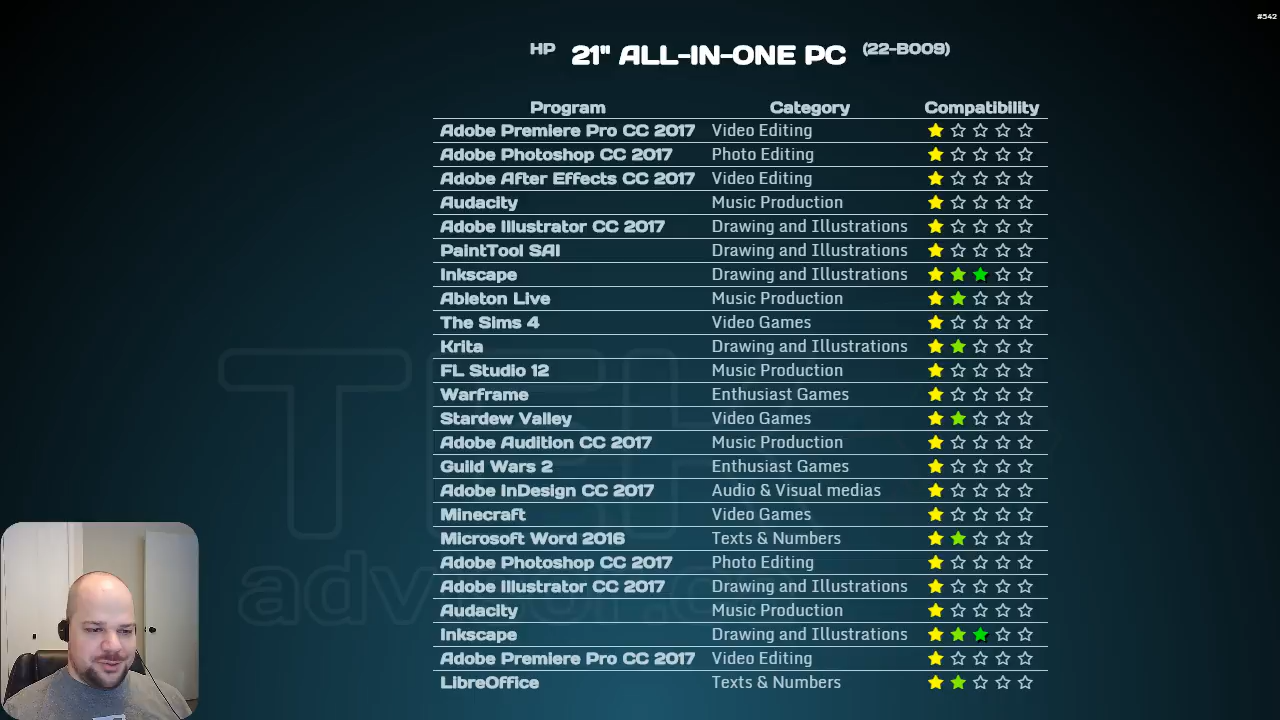 #542
HP 21" ALL-IN-ONE PC (22-B009)
Program Category Compatibility
Adobe Premiere Pro CC 2017 Video Editing
Adobe Photoshop CC 2017 Photo Editing
Adobe After Effects CC 2017 Video Editing
Audacity Music Production
Adobe Illustrator CC 2017 Drawing and Illustrations
PaintTool SAI Drawing and Illustrations
Inkscape Drawing and Illustrations
Ableton Live Music Production
The Sims 4 Video Games
Krita Drawing and Illustrations
FL Studio 12 Music Production
Warframe Enthusiast Games
Stardew Valley Video Games
Adobe Audition CC 2017 Music Production
Guild Wars 2 Enthusiast Games
Adobe InDesign CC 2017 Audio & Visual medias
Minecraft Video Games
Microsoft Word 2016 Texts & Numbers
Adobe Photoshop CC 2017 Photo Editing
Adobe Illustrator CC 2017 Drawing and Illustrations
Audacity Music Production
Inkscape Drawing and Illustrations
Adobe Premiere Pro CC 2017 Video Editing
LibreOffice Texts & Numbers